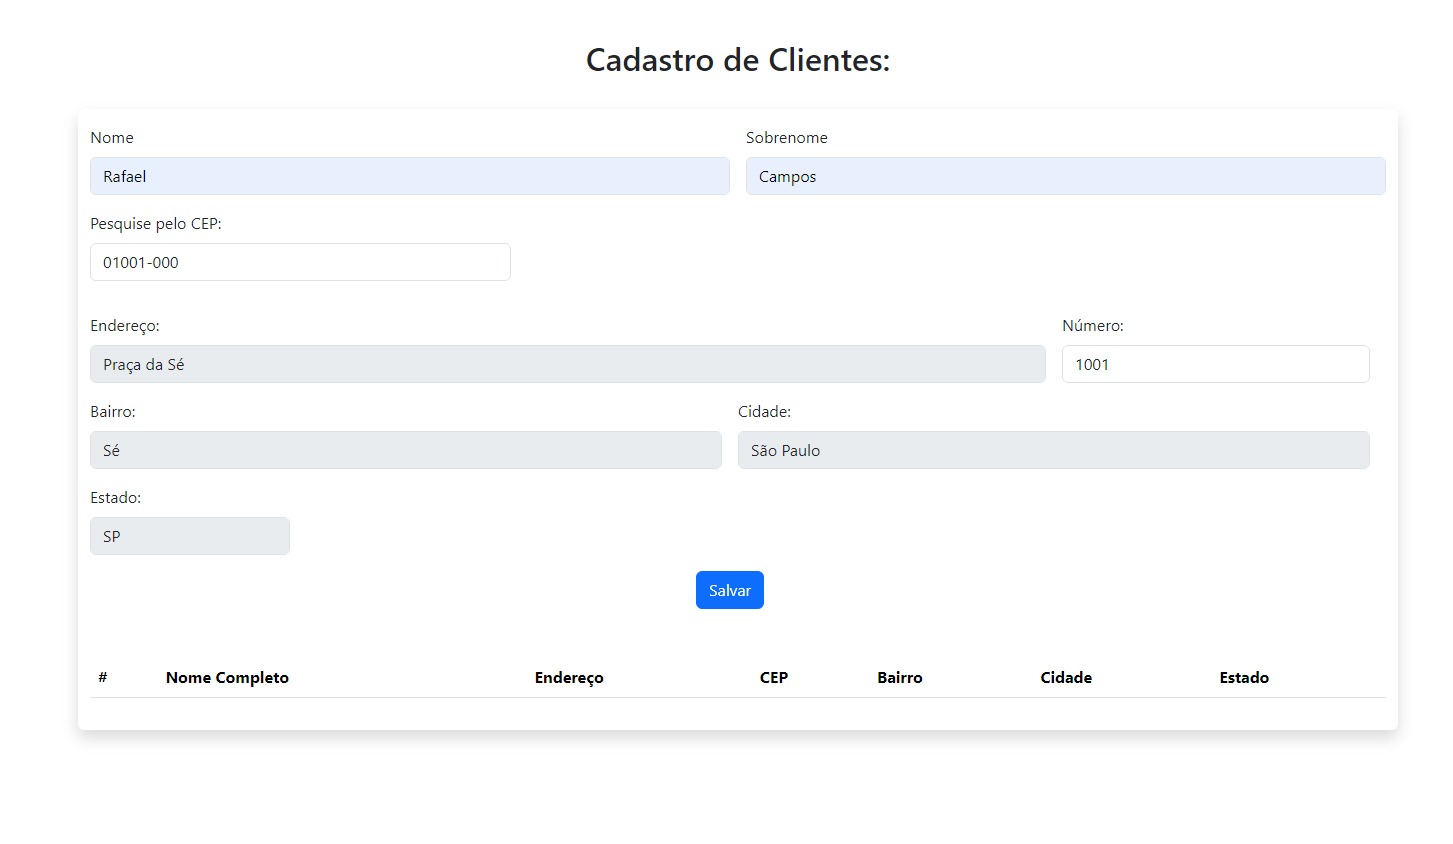 Cadastro de Clientes:
Nome Sobrenome
Rafael Campos
Pesquise pelo CEP:
01001-000
Endereço: Número:
Praça da Sé 1001
Bairro: Cidade:
Sé São Paulo
Estado:
SP
Salvar
# Nome Completo Endereço CEP Bairro Cidade Estado